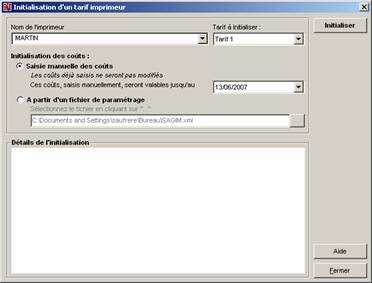 Initialisation d'un tarif imprimeur
Nom de l'imprimeur
Tarif à initialiser :
Initialiser
MARTIN
Tarif 1
Initialisation des coûts :
Saisie manuelle des coûts
Les coûts déjà saisis ne seront pas modifiés
Ces coûts, saisis manuellement, seront valables jusqu'au
13/06/2007
A partir d'un fichier de paramétrage
Sélectionnez le fichier en cliquant sur "..."
C:\Documents and Settings\sautrere\Bureau\SAGIM.xml
...
Détails de l'initialisation
Aide
Fermer